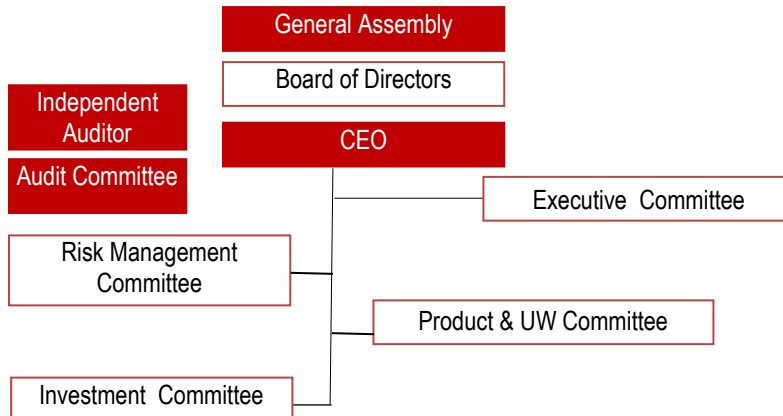 General Assembly
Board of Directors
Independent
Auditor
CEO
Audit Committee
Executive Committee
Risk Management
Committee
Product & UW Committee
Investment Committee